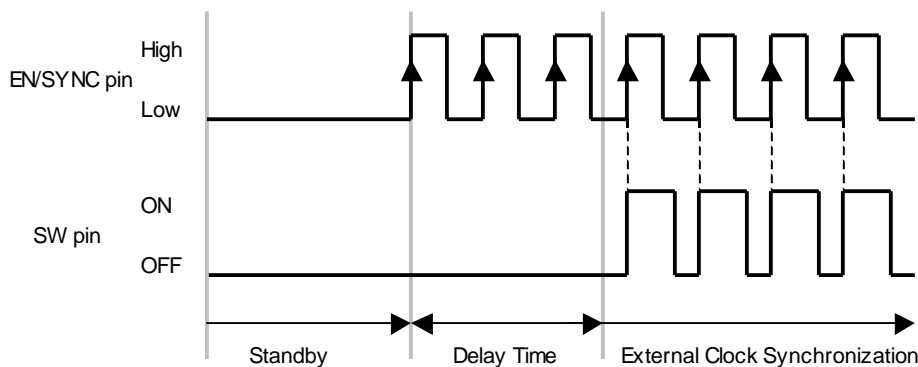 High
EN/SYNC pin
Low
ON
SW pin
OFF
Standby
Delay Time
External Clock Synchronization